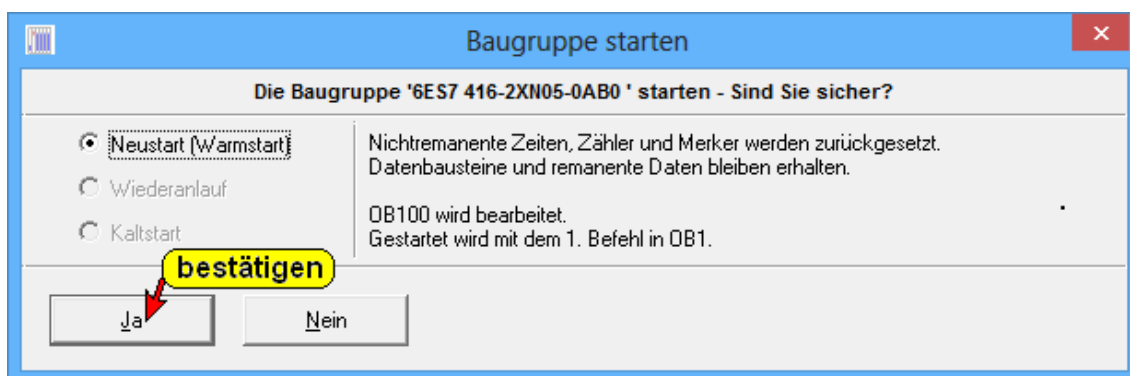 Baugruppe starten
Die Baugruppe '6ES7 416-2XN05-0AB0 ' starten - Sind Sie sicher?
Neustart (Warmstart)
Wiederanlauf
Kaltstart
Nichtremanente Zeiten, Zähler und Merker werden zurückgesetzt.
Datenbausteine und remanente Daten bleiben erhalten.
OB100 wird bearbeitet.
Gestartet wird mit dem 1. Befehl in OB1.
bestätigen
Ja
Nein